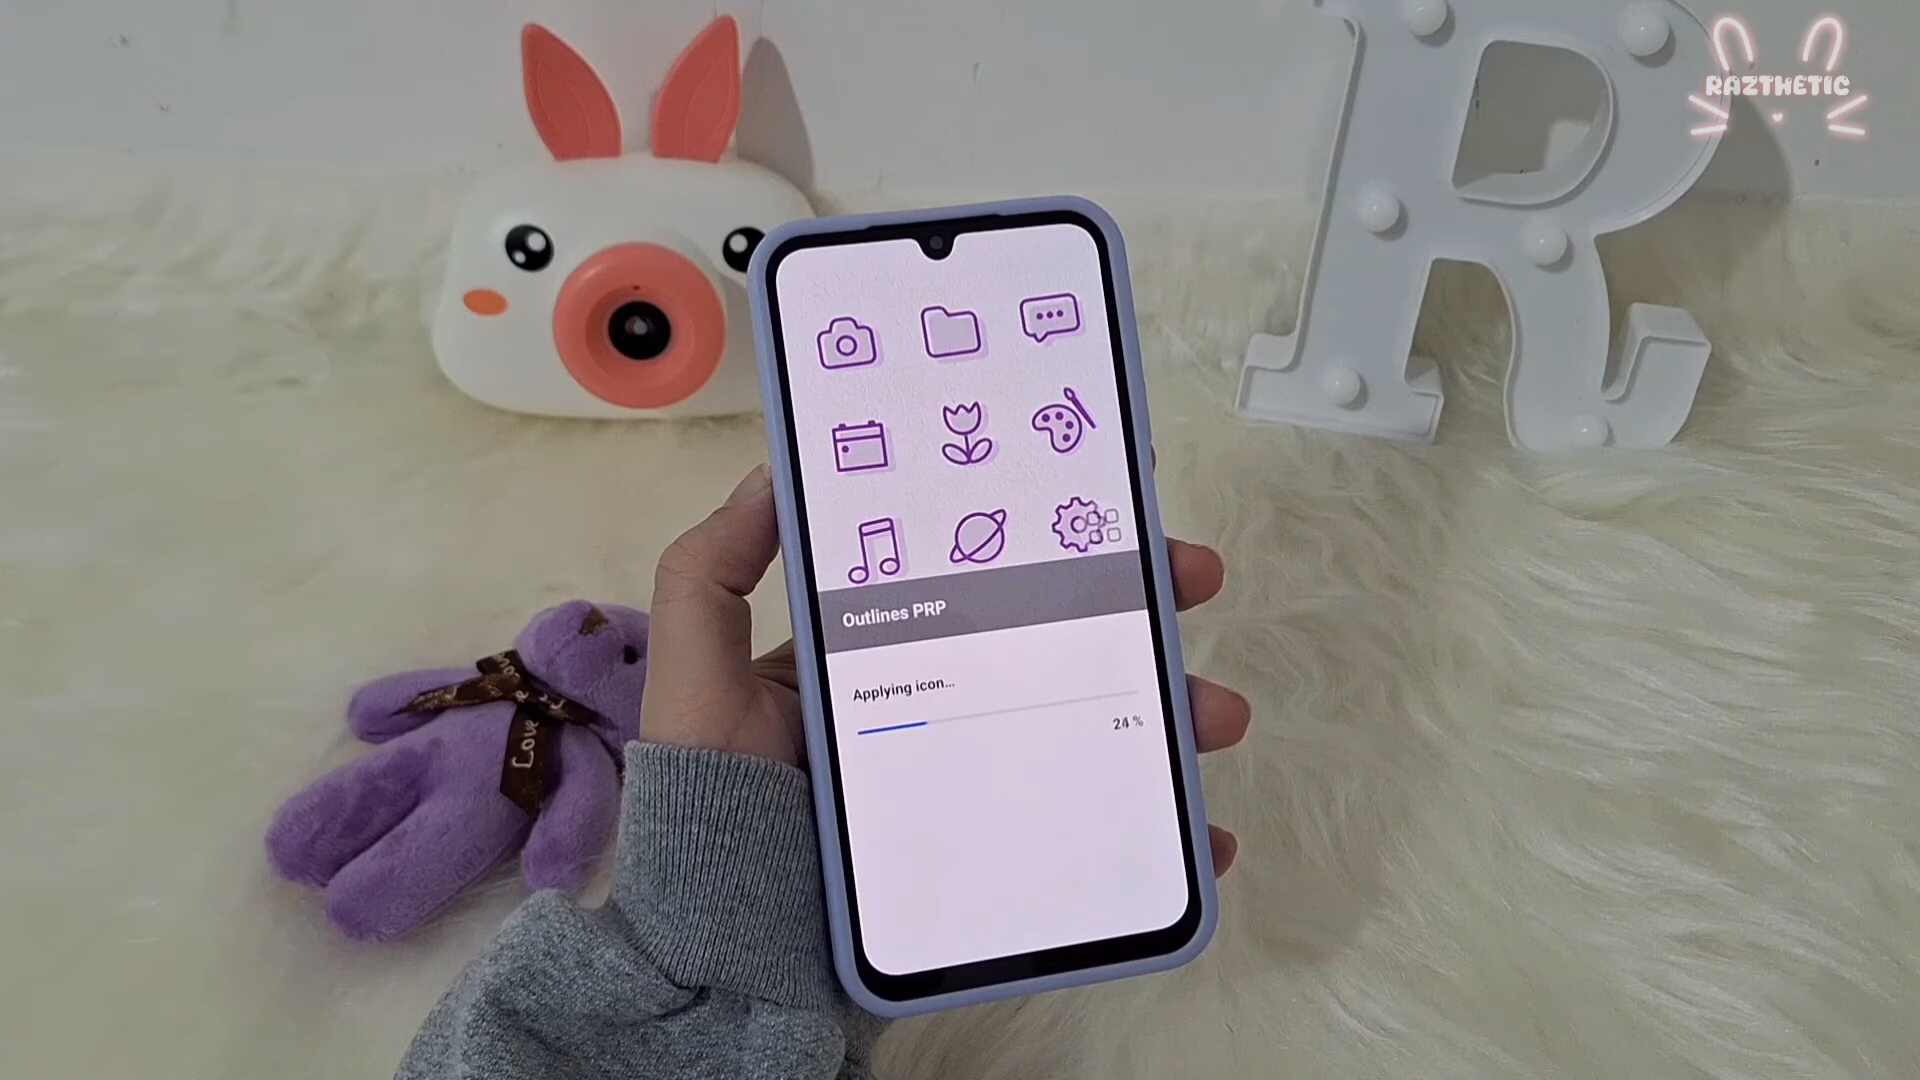 RAZTHETIC
Outlines PRP
Applying icon...
24 %
Love